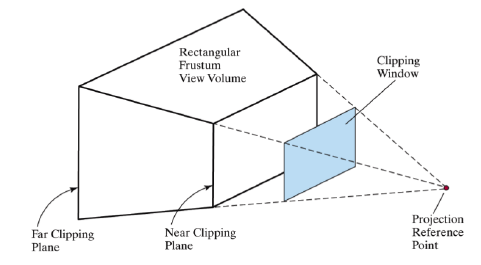 Rectangular
Frustum
View Volume
Clipping
Window
Far Clipping
Plane
Near Clipping
Plane
Projection
Reference
Point